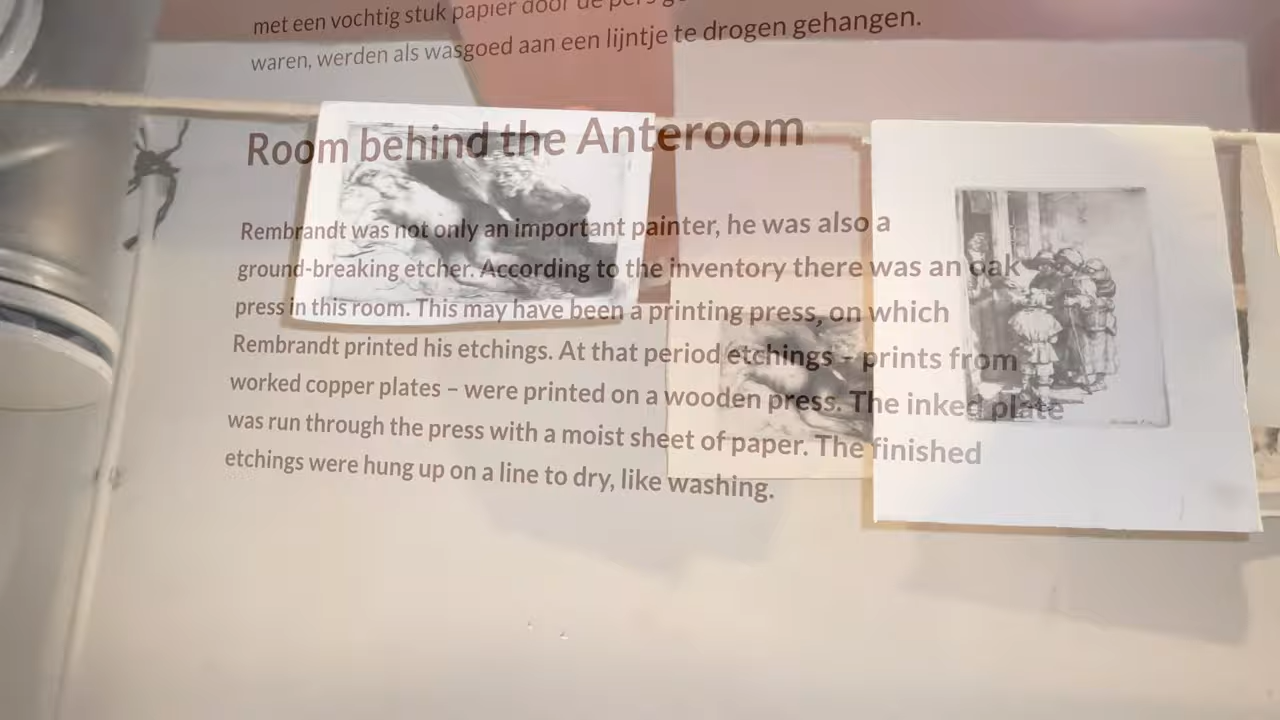 met een vochtig stuk papier door de pers
waren, werden als wasgoed aan een lijntje te drogen gehangen.
Room behind the Anteroom
Rembrandt was not only an important painter, he was also a
ground-breaking etcher. According to the inventory there was an oak
press in this room. This may have been a printing press, on which
Rembrandt printed his etchings. At that period etchings – prints from
worked copper plates – were printed on a wooden press. The inked plate
was run through the press with a moist sheet of paper. The finished
etchings were hung up on a line to dry, like washing.